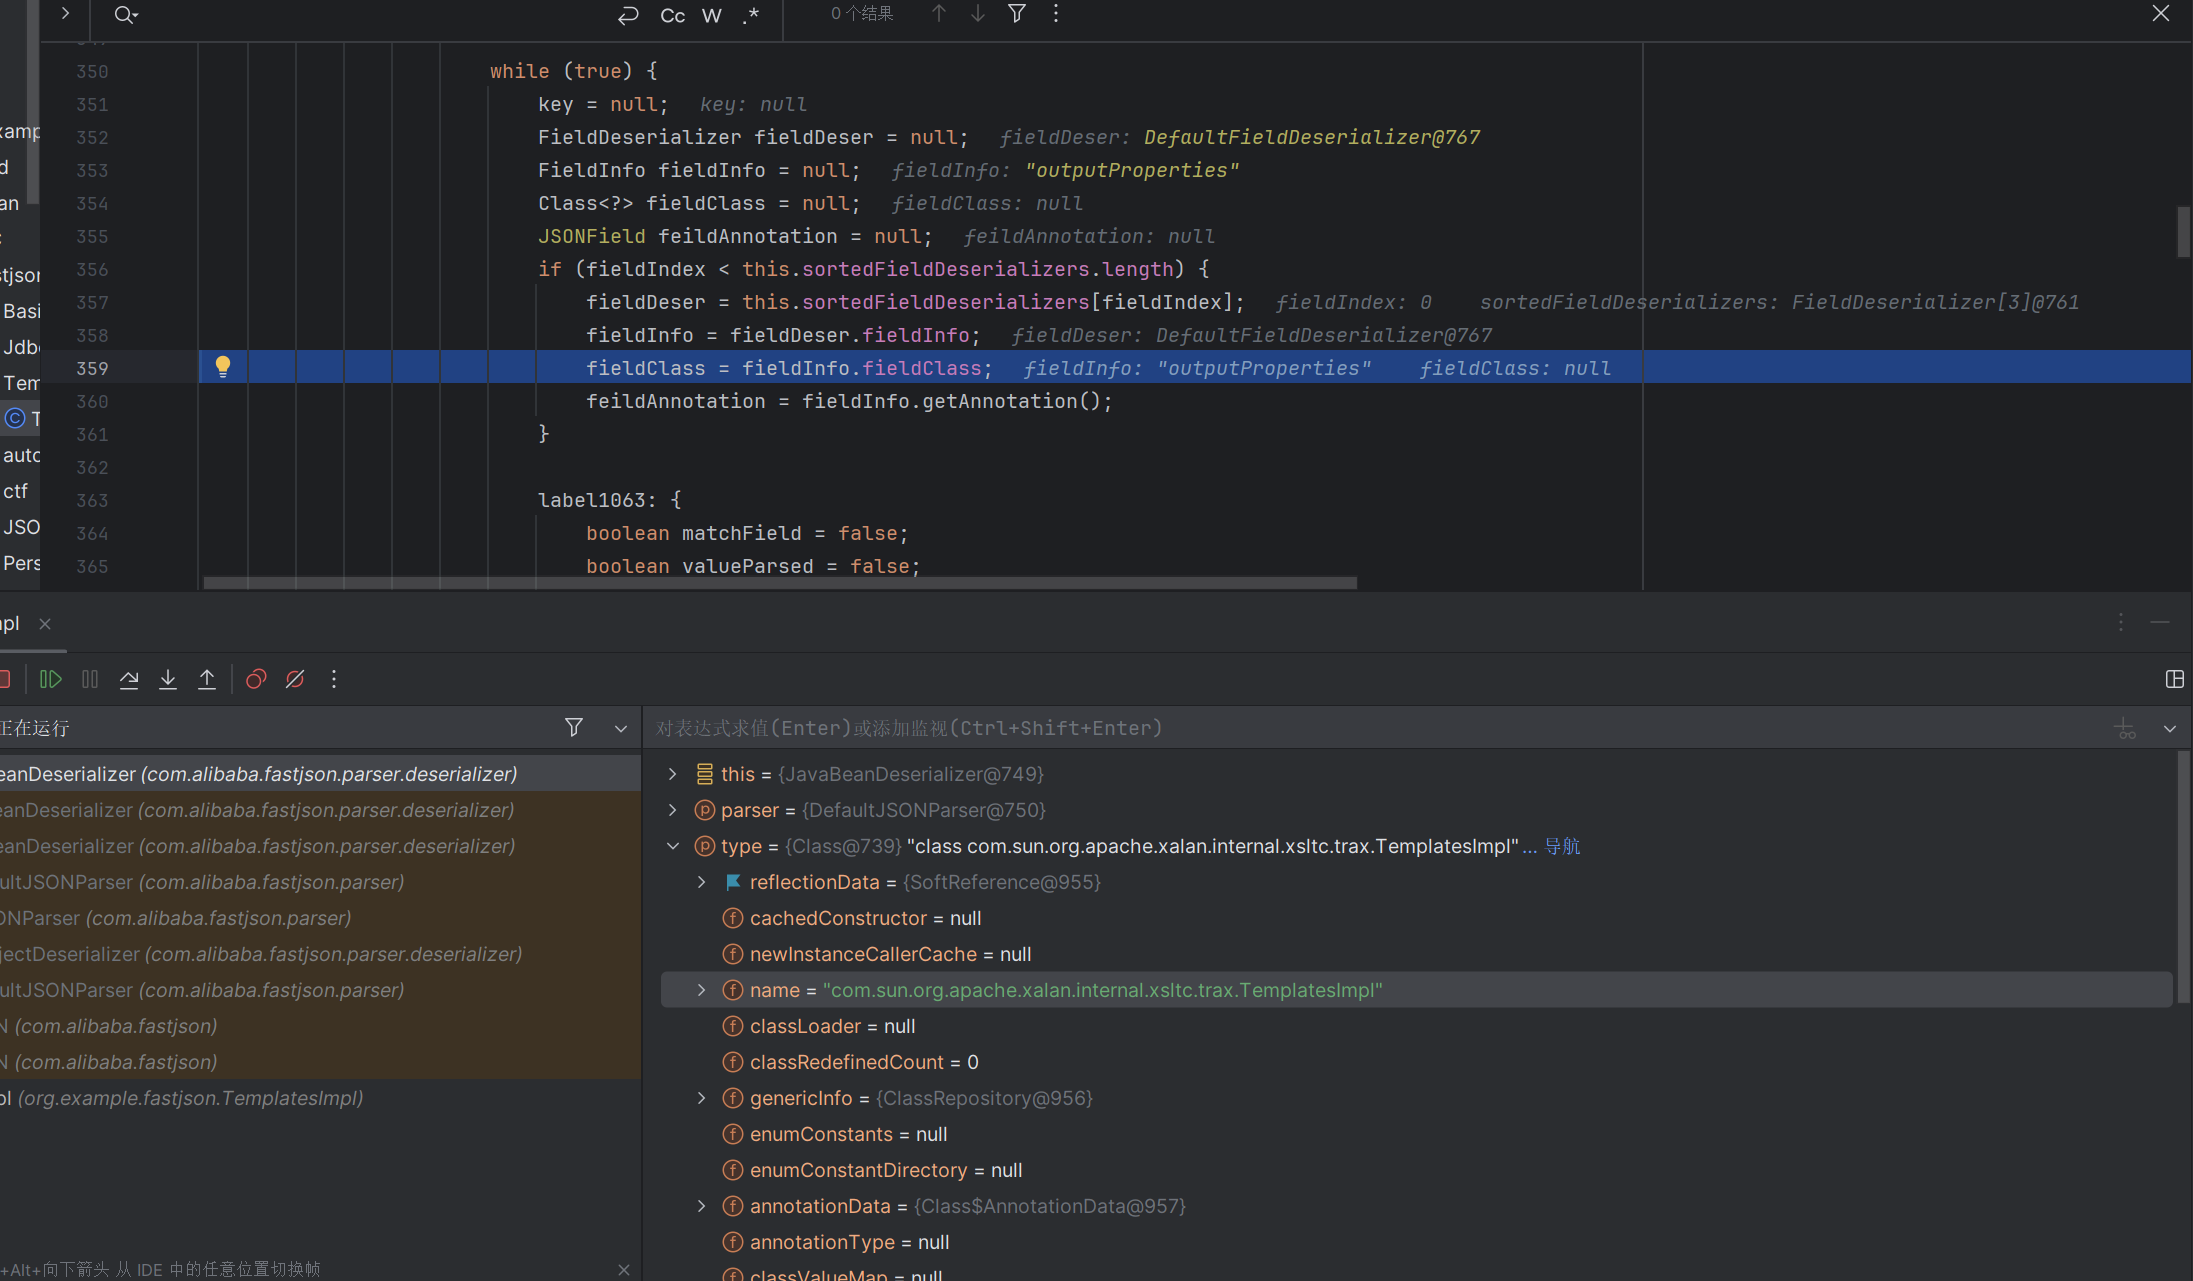 Cc W .* 0 个结果
350 while (true) {
351 key = null; key: null
352 FieldDeserializer fieldDeser = null; fieldDeser: DefaultFieldDeserializer@767
353 FieldInfo fieldInfo = null; fieldInfo: "outputProperties"
354 Class<?> fieldClass = null; fieldClass: null
355 JSONField feildAnnotation = null; feildAnnotation: null
356 if (fieldIndex < this.sortedFieldDeserializers.length) {
357 fieldDeser = this.sortedFieldDeserializers[fieldIndex]; fieldIndex: 0 sortedFieldDeserializers: FieldDeserializer[3]@761
358 fieldInfo = fieldDeser.fieldInfo; fieldDeser: DefaultFieldDeserializer@767
359 fieldClass = fieldInfo.fieldClass; fieldInfo: "outputProperties" fieldClass: null
360 feildAnnotation = fieldInfo.getAnnotation();
361 }
362
363 label1063: {
364 boolean matchField = false;
365 boolean valueParsed = false;
xamp
d
an
tjson
Basi
Jdb
Tem
T
auto
ctf
JSO
Pers
pl
正在运行
对表达式求值(Enter)或添加监视(Ctrl+Shift+Enter)
eanDeserializer (com.alibaba.fastjson.parser.deserializer)
eanDeserializer (com.alibaba.fastjson.parser.deserializer)
eanDeserializer (com.alibaba.fastjson.parser.deserializer)
ultJSONParser (com.alibaba.fastjson.parser)
ONParser (com.alibaba.fastjson.parser)
jectDeserializer (com.alibaba.fastjson.parser.deserializer)
ultJSONParser (com.alibaba.fastjson.parser)
N (com.alibaba.fastjson)
N (com.alibaba.fastjson)
pl (org.example.fastjson.TemplatesImpl)
+Alt+向下箭头 从 IDE 中的任意位置切换帧
this = {JavaBeanDeserializer@749}
parser = {DefaultJSONParser@750}
type = {Class@739} "class com.sun.org.apache.xalan.internal.xsltc.trax.TemplatesImpl"... 导航
reflectionData = {SoftReference@955}
cachedConstructor = null
newInstanceCallerCache = null
name = "com.sun.org.apache.xalan.internal.xsltc.trax.TemplatesImpl"
classLoader = null
classRedefinedCount = 0
genericInfo = {ClassRepository@956}
enumConstants = null
enumConstantDirectory = null
annotationData = {Class$AnnotationData@957}
annotationType = null
classValueMap = null